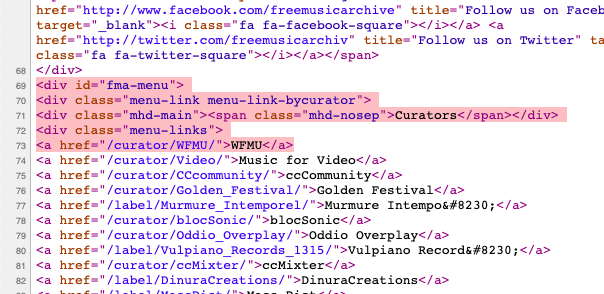 href="http://www.facebook.com/freemusicarchive" title="Follow us on Faceb
target="_blank"><i class="fa fa-facebook-square"></i></a> <a
href="http://twitter.com/freemusicarchiv" title="Follow us on Twitter" ta
class="fa fa-twitter-square"></i></a></span>
68 </div>
69 <div id="fma-menu">
70 <div class="menu-link menu-link-bycurator">
71 <div class="mhd-main"><span class="mhd-nosep">Curators</span></div>
72 <div class="menu-links">
73 <a href="/curator/WFMU/">WFMU</a>
74 <a href="/curator/Video/">Music for Video</a>
75 <a href="/curator/CCcommunity/">ccCommunity</a>
76 <a href="/curator/Golden_Festival/">Golden Festival</a>
77 <a href="/label/Murmure_Intemporel/">Murmure Intempo&#8230;</a>
78 <a href="/curator/blocSonic/">blocSonic</a>
79 <a href="/curator/Oddio_Overplay/">Oddio Overplay</a>
80 <a href="/label/Vulpiano_Records_1315/">Vulpiano Record&#8230;</a>
81 <a href="/curator/ccMixter/">ccMixter</a>
82 <a href="/label/DinuraCreations/">DinuraCreations</a>